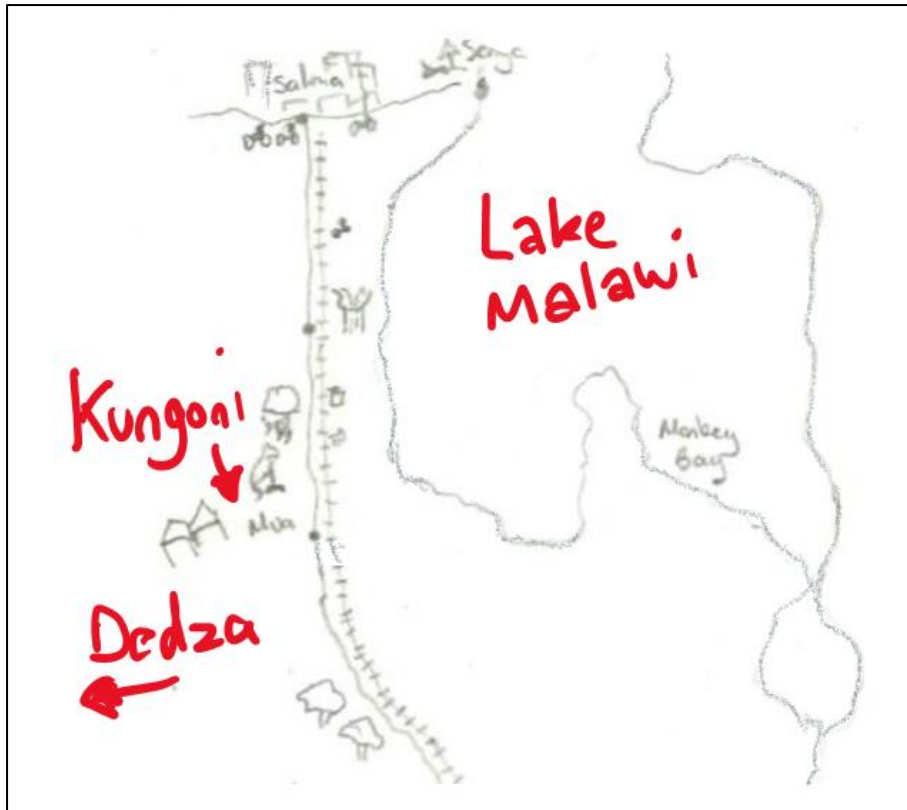 Senga
Salima
Lake
Malawi
Kungoni
Monkey
Bay
Mua
Dedza